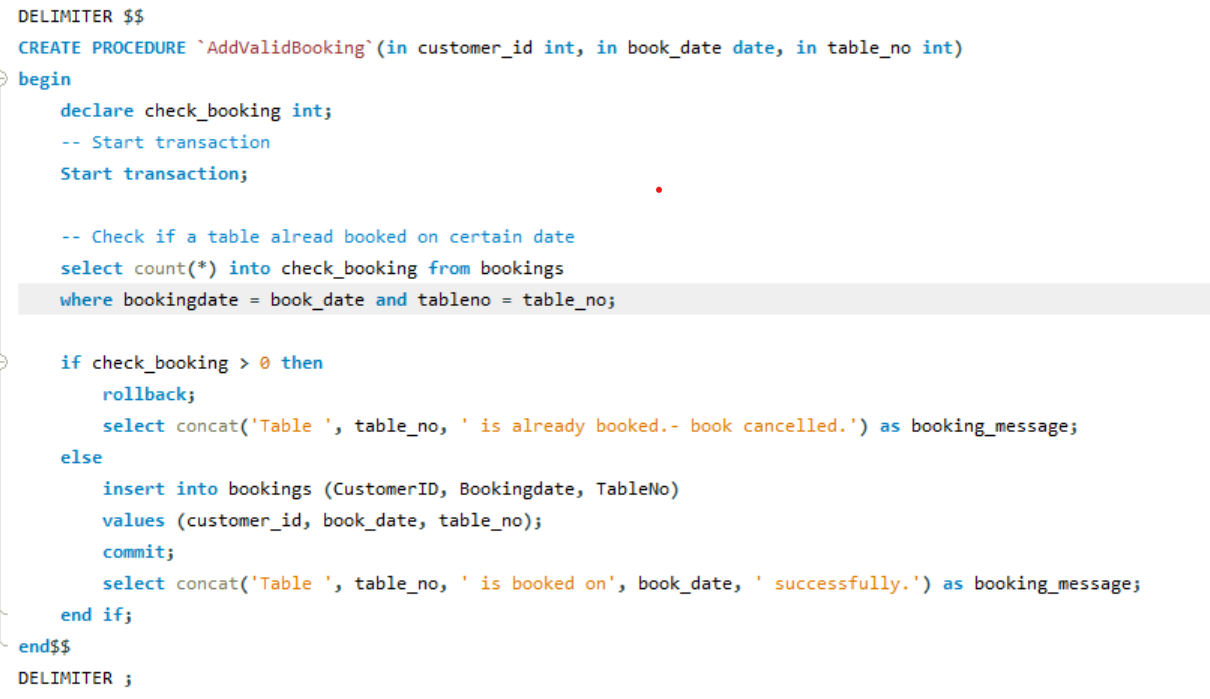 DELIMITER $$
CREATE PROCEDURE `AddValidBooking`(in customer_id int, in book_date date, in table_no int)
begin
declare check_booking int;
-- Start transaction
Start transaction;
-- Check if a table alread booked on certain date
select count(*) into check_booking from bookings
where bookingdate = book_date and tableno = table_no;
if check_booking > 0 then
rollback;
select concat('Table ', table_no, ' is already booked.- book cancelled.') as booking_message;
else
insert into bookings (CustomerID, Bookingdate, TableNo)
values (customer_id, book_date, table_no);
commit;
select concat('Table ', table_no, ' is booked on', book_date, ' successfully.') as booking_message;
end if;
end$$
DELIMITER ;